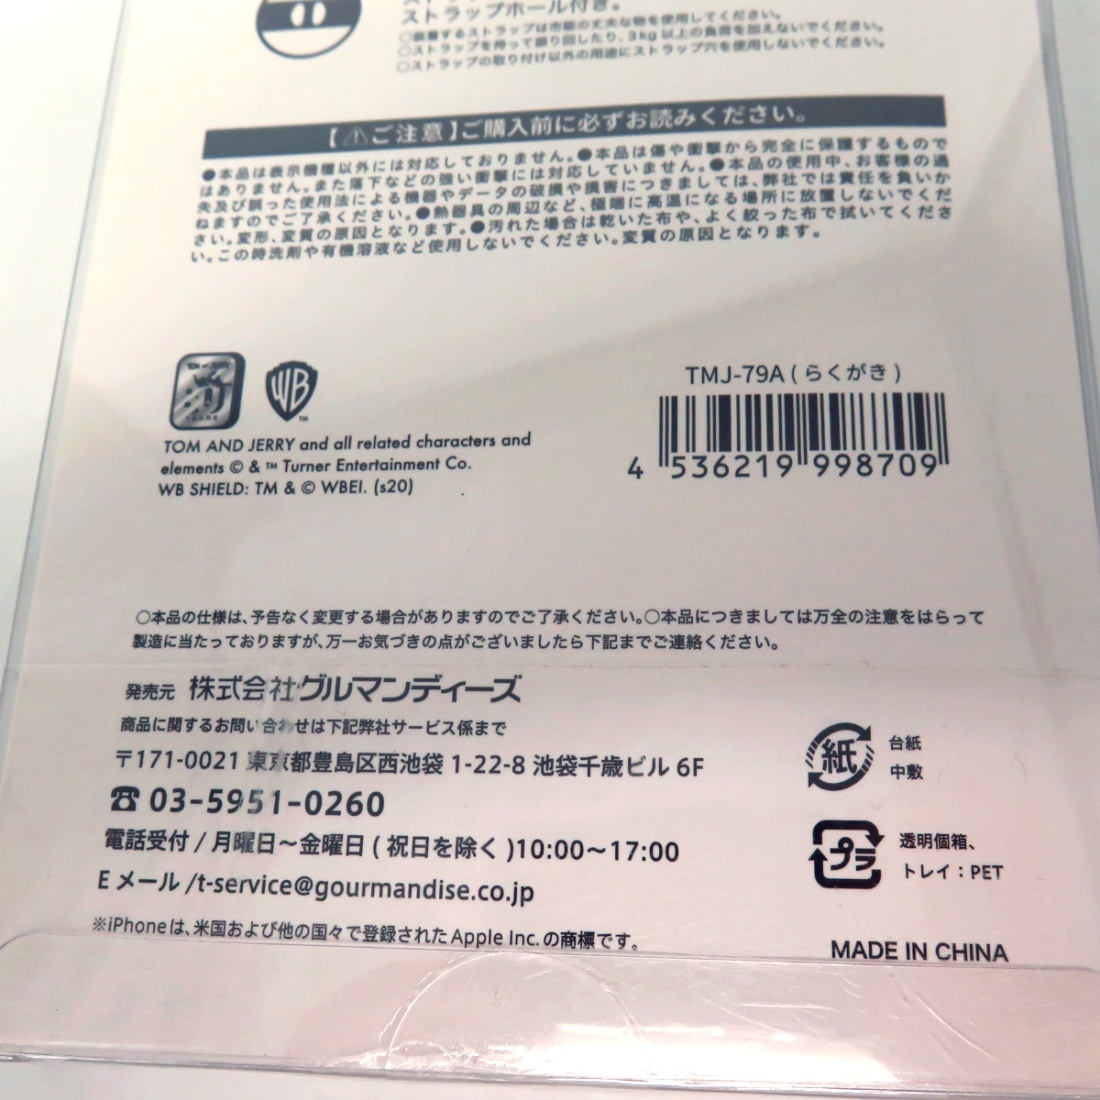 ストラップホール付き。
○装着するストラップは市販の丈夫な物を使用してください。
○ストラップを持って振り回したり、3kg以上の負荷を加えないでください。
○ストラップの取り付け以外の用途にストラップ穴を使用しないでください。
【⚠ご注意】ご購入前に必ずお読みください。
●本品は表示機種以外には対応しておりません。●本品は傷や衝撃から完全に保護するもので
はありません。また落下などの強い衝撃には対応していません。●本品の使用中、お客様の過
失及び誤った使用法による機器やデータの破損や損害につきましては、弊社では責任を負いか
ねますのでご了承ください。●熱器具の周辺など、極端に高温になる場所に放置しないでくだ
さい。変形、変質の原因となります。●汚れた場合は乾いた布や、よく絞った布で拭いてくださ
い。この時洗剤や有機溶液など使用しないでください。変質の原因となります。
YEARS
WB
TM
TOM AND JERRY and all related characters and
elements © & ™ Turner Entertainment Co.
WB SHIELD: TM & © WBEI. (s20)
TMJ-79A ( らくがき )
4 536219 998709
○本品の仕様は、予告なく変更する場合がありますのでご了承ください。○本品につきましては万全の注意をはらって
製造に当たっておりますが、万一お気づきの点がございましたら下記までご連絡ください。
発売元 株式会社グルマンディーズ
商品に関するお問い合わせは下記弊社サービス係まで
〒171-0021 東京都豊島区西池袋 1-22-8 池袋千歳ビル 6F
☎ 03-5951-0260
電話受付 / 月曜日～金曜日 ( 祝日を除く )10:00～17:00
E メール /t-service@gourmandise.co.jp
※iPhoneは、米国および他の国々で登録されたApple Inc.の商標です。
紙
台紙
中敷
プラ
透明個箱、
トレイ：PET
MADE IN CHINA